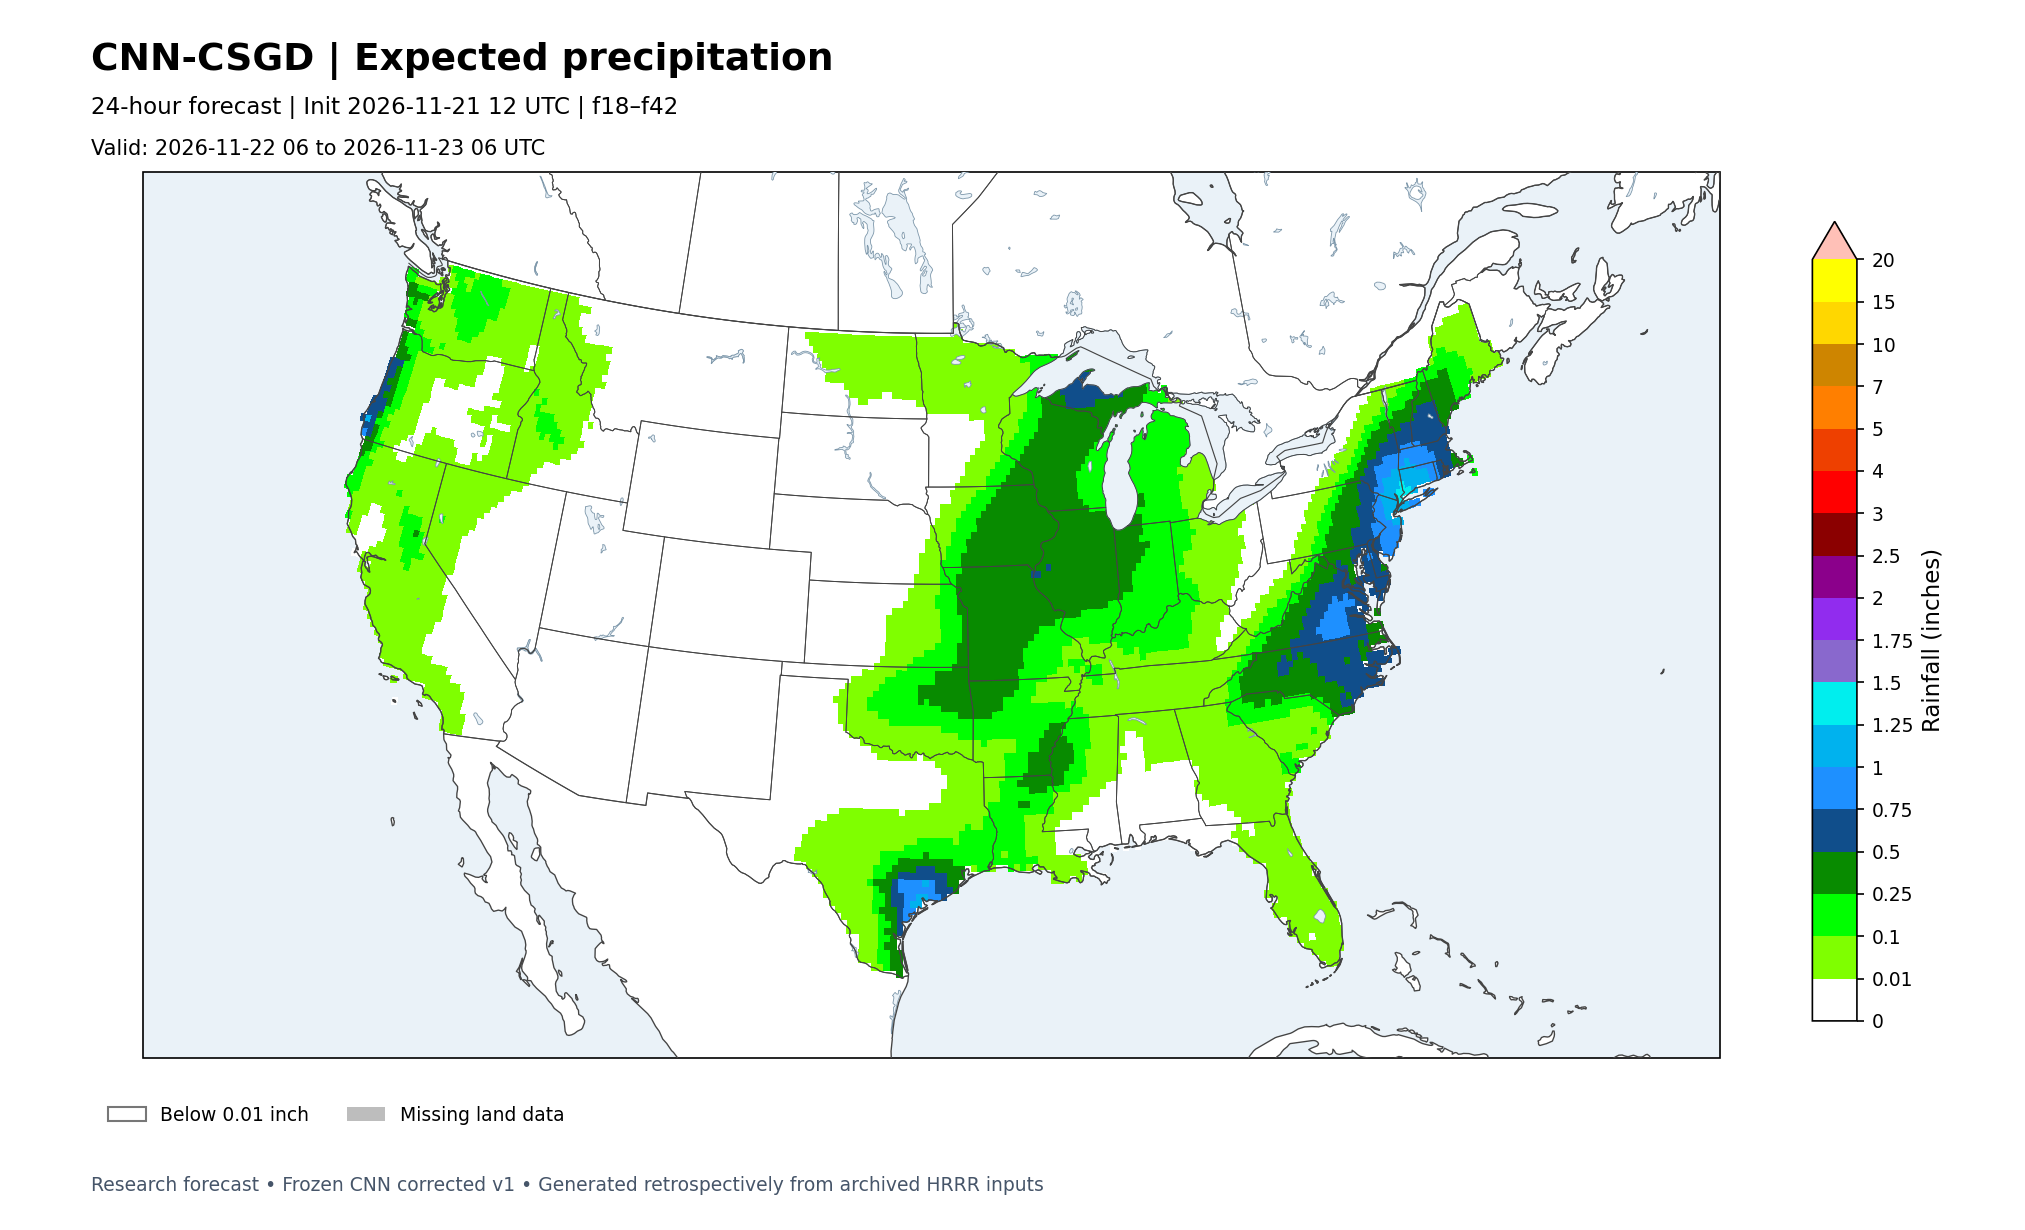 CNN-CSGD | Expected precipitation
24-hour forecast | Init 2026-11-21 12 UTC | f18–f42
Valid: 2026-11-22 06 to 2026-11-23 06 UTC
20
15
10
7
5
4
3
2.5
2
1.75
1.5
1.25
1
0.75
0.5
0.25
0.1
0.01
0
Rainfall (inches)
Below 0.01 inch
Missing land data
Research forecast • Frozen CNN corrected v1 • Generated retrospectively from archived HRRR inputs